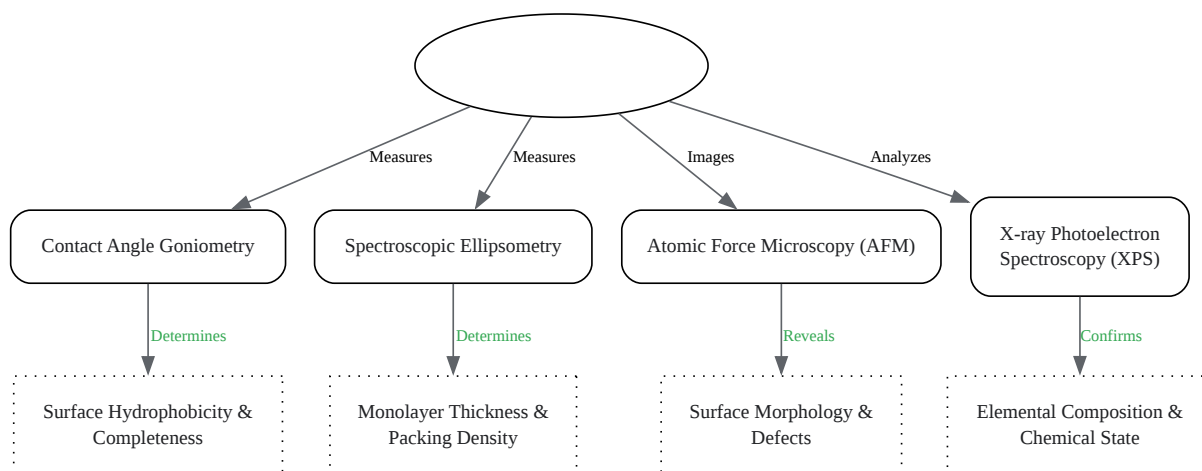 Measures
Measures
Images
Analyzes
Contact Angle Goniometry
Spectroscopic Ellipsometry
Atomic Force Microscopy (AFM)
X-ray Photoelectron
Spectroscopy (XPS)
Determines
Determines
Reveals
Confirms
Surface Hydrophobicity &
Completeness
Monolayer Thickness &
Packing Density
Surface Morphology &
Defects
Elemental Composition &
Chemical State